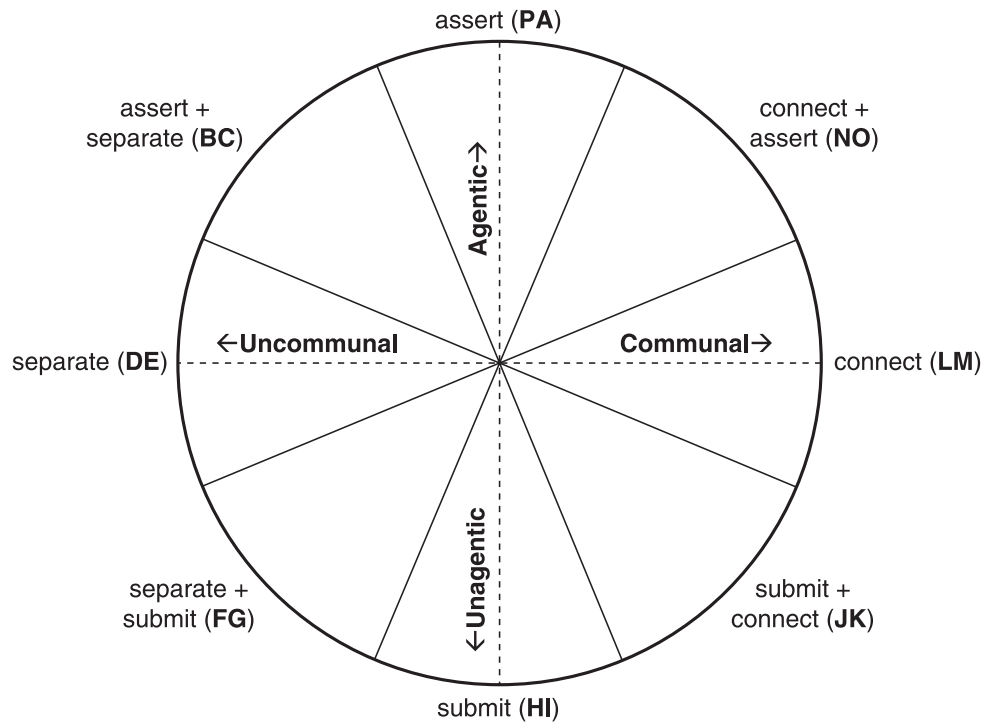 assert (PA)
assert +
separate (BC)
connect +
assert (NO)
Agentic→
←Uncommunal
Communal→
separate (DE)
connect (LM)
←Unagentic
separate +
submit (FG)
submit +
connect (JK)
submit (HI)